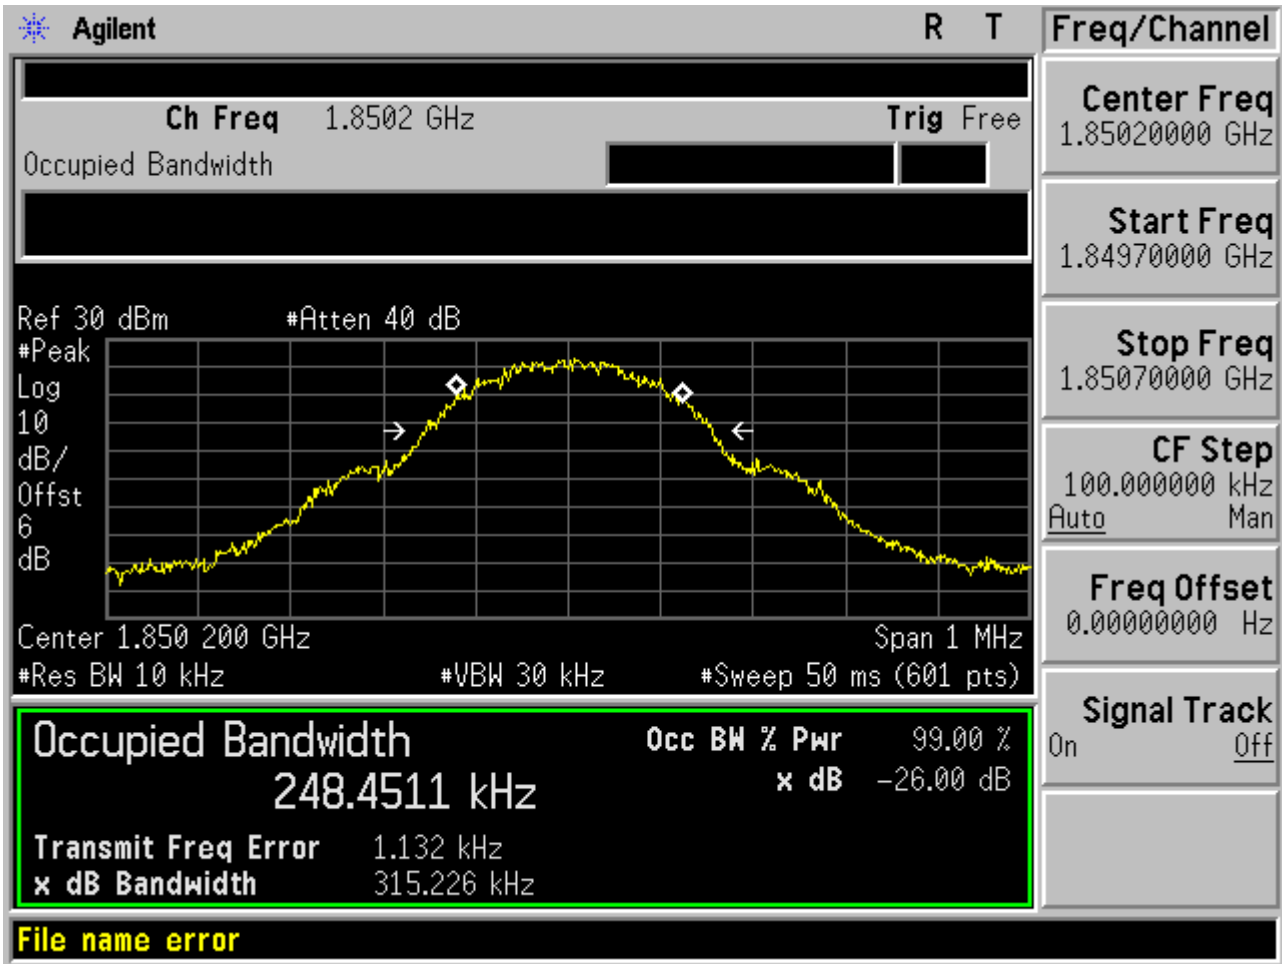 Agilent R T Freq/Channel
Ch Freq 1.8502 GHz Trig Free
Occupied Bandwidth
Center Freq
1.85020000 GHz
Start Freq
1.84970000 GHz
Stop Freq
1.85070000 GHz
CF Step
100.000000 kHz
Auto Man
Freq Offset
0.00000000 Hz
Signal Track
On Off
Ref 30 dBm #Atten 40 dB
#Peak
Log
10
dB/
Offst
6
dB
Center 1.850 200 GHz Span 1 MHz
#Res BW 10 kHz #VBW 30 kHz #Sweep 50 ms (601 pts)
Occupied Bandwidth Occ BW % Pwr 99.00 %
248.4511 kHz x dB -26.00 dB
Transmit Freq Error 1.132 kHz
x dB Bandwidth 315.226 kHz
File name error